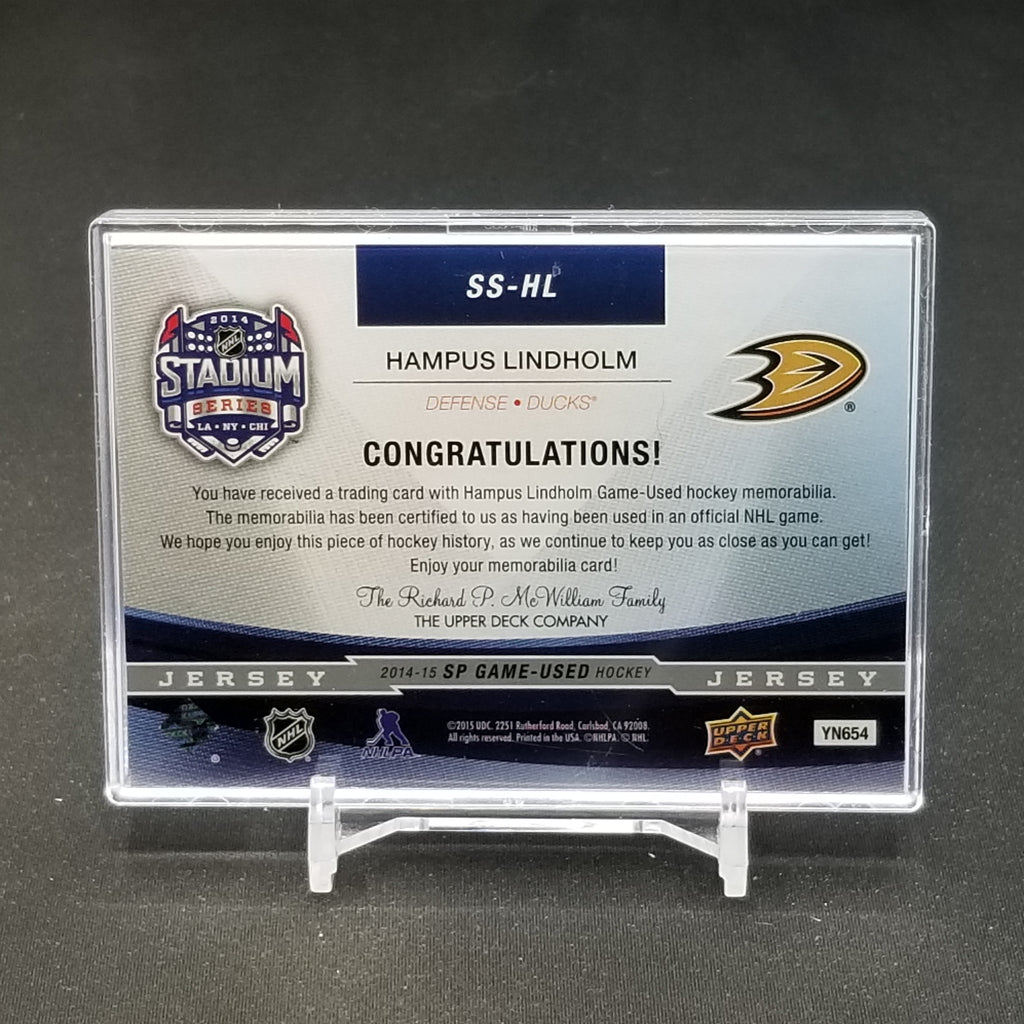 SS-HL
2014
NHL
STADIUM
SERIES
LA • NY • CHI
HAMPUS LINDHOLM
DEFENSE • DUCKS®
®
CONGRATULATIONS!
You have received a trading card with Hampus Lindholm Game-Used hockey memorabilia.
The memorabilia has been certified to us as having been used in an official NHL game.
We hope you enjoy this piece of hockey history, as we continue to keep you as close as you can get!
Enjoy your memorabilia card!
The Richard P. McWilliam Family
THE UPPER DECK COMPANY
JERSEY
2014-15 SP GAME-USED HOCKEY
JERSEY
®
NHL
NHLPA
©2015 UDC. 2251 Rutherford Road, Carlsbad, CA 92008.
All rights reserved. Printed in the USA. ©NHLPA. © NHL.
UPPER
DECK
®
YN654